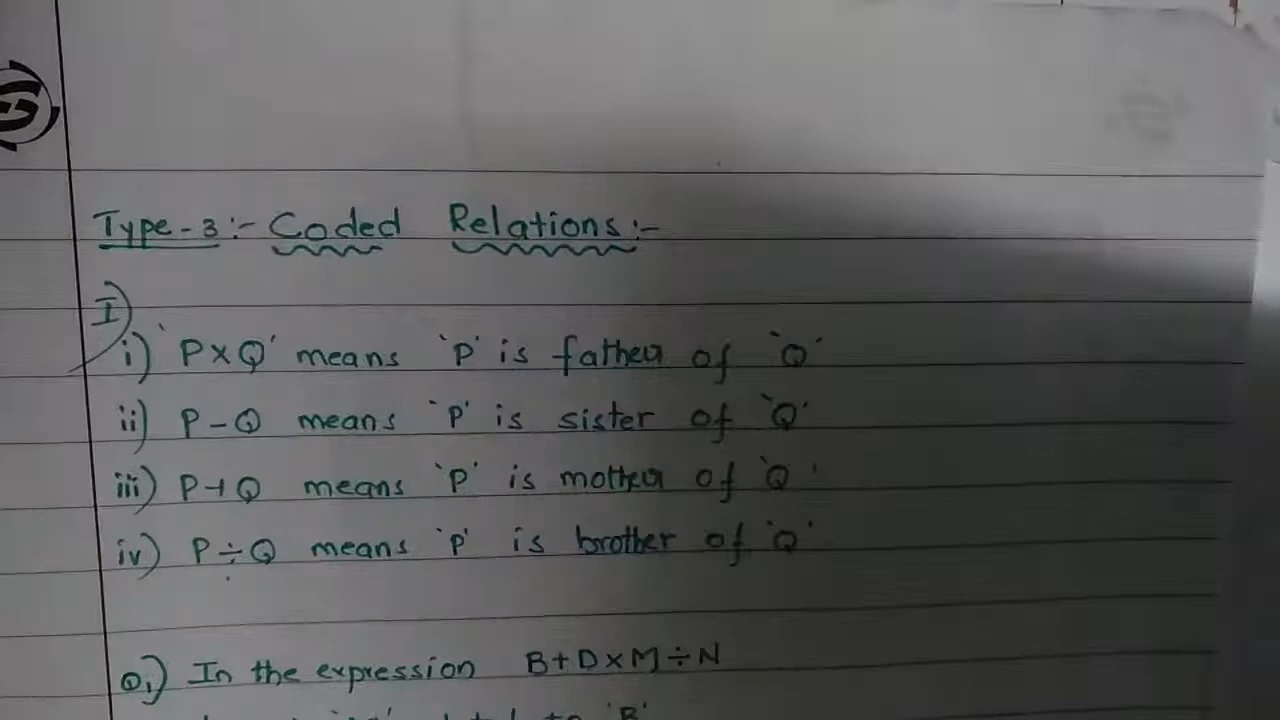 Type-3:- Coded Relations:-
I)
i) 'P×Q' means 'P' is father of 'Q'
ii) P-Q means 'P' is sister of 'Q'
iii) P+Q means 'P' is mother of 'Q'
iv) P÷Q means 'P' is brother of 'Q'
Q.) In the expression B+D×M÷N
to 'B'